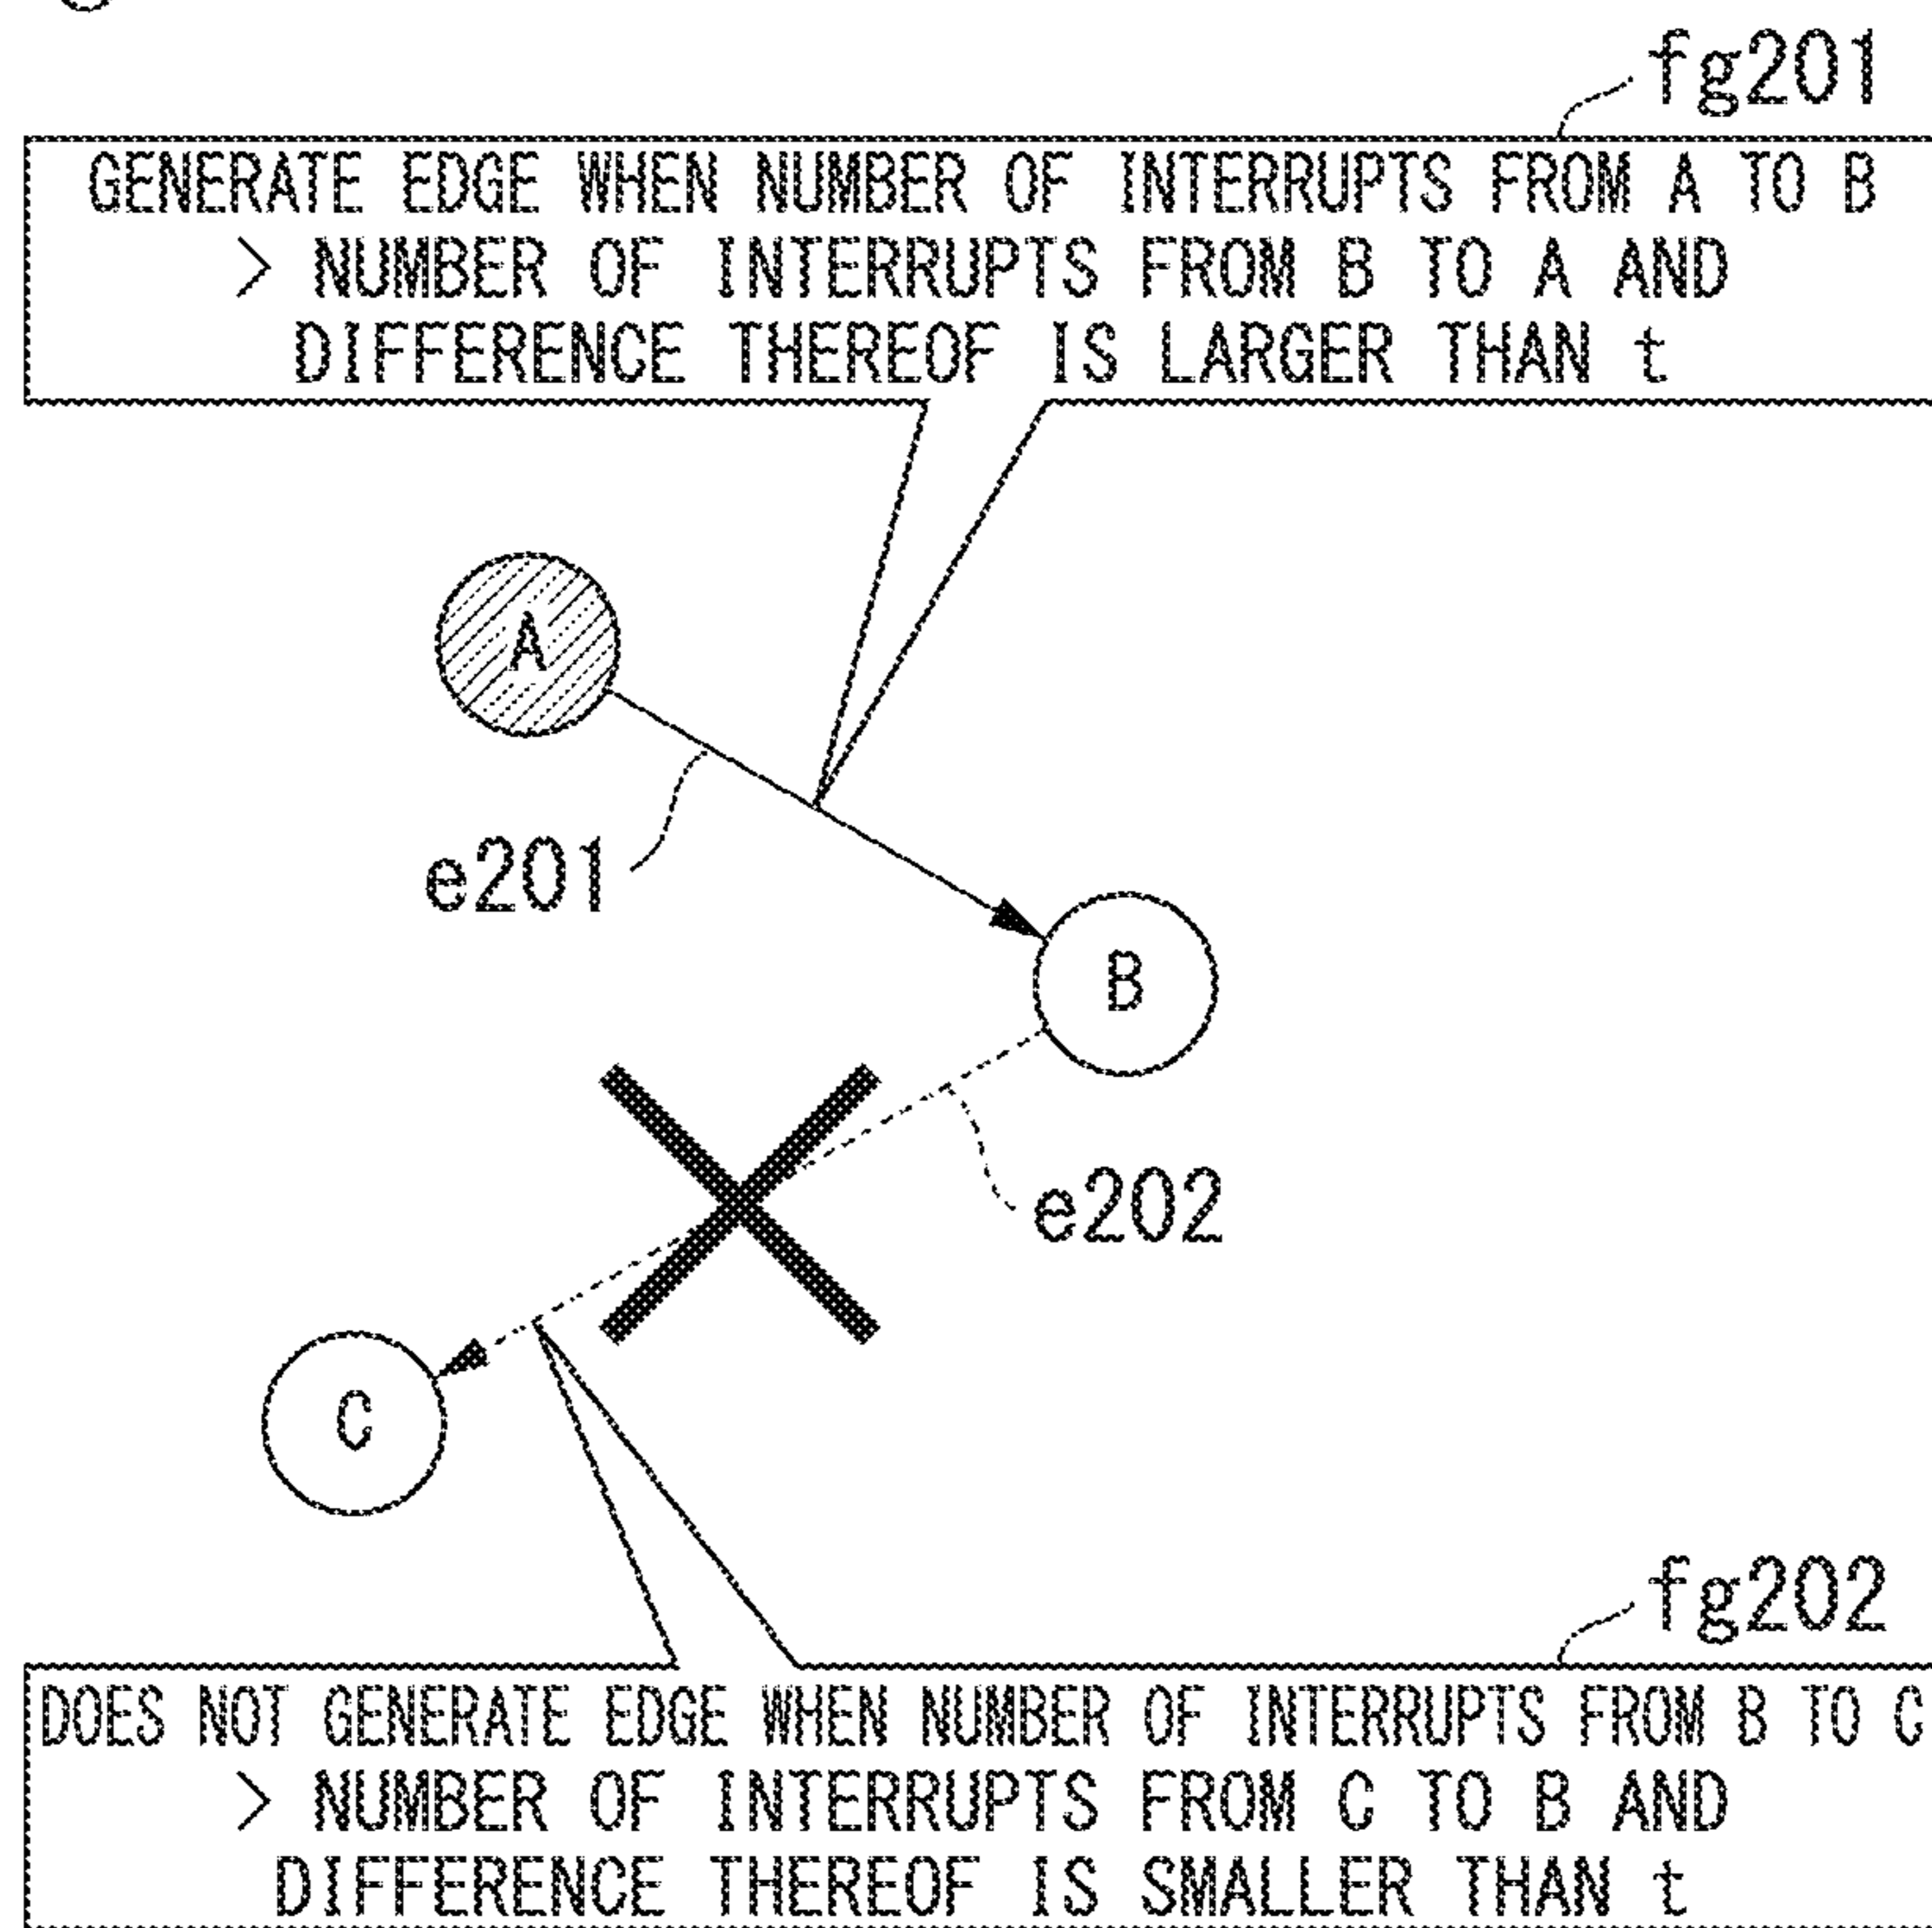 fg201
GENERATE EDGE WHEN NUMBER OF INTERRUPTS FROM A TO B
> NUMBER OF INTERRUPTS FROM B TO A AND
DIFFERENCE THEREOF IS LARGER THAN t
A
e201
B
e202
C
fg202
DOES NOT GENERATE EDGE WHEN NUMBER OF INTERRUPTS FROM B TO C
> NUMBER OF INTERRUPTS FROM C TO B AND
DIFFERENCE THEREOF IS SMALLER THAN t